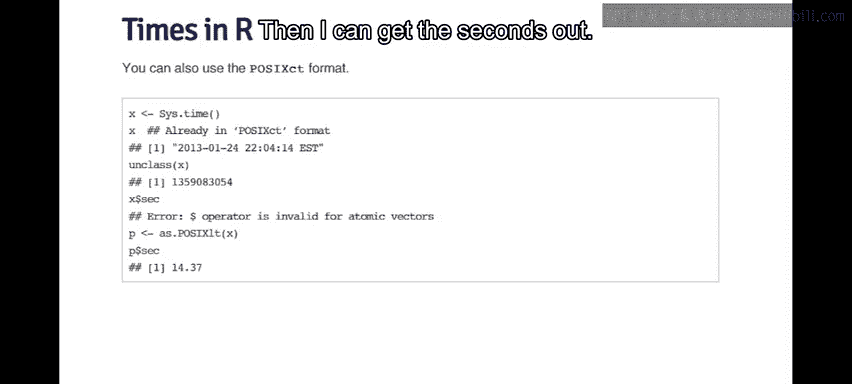 Times in R Then I can get the seconds out.
You can also use the POSIXct format.
x <- Sys.time()
x ## Already in ‘POSIXct’ format
## [1] "2013-01-24 22:04:14 EST"
unclass(x)
## [1] 1359083054
x$sec
## Error: $ operator is invalid for atomic vectors
p <- as.POSIXlt(x)
p$sec
## [1] 14.37